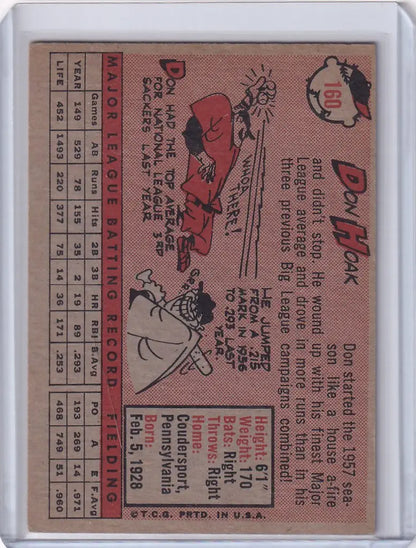 160
DON HOAK
Don started the 1957 sea-
son like a house a-fire
and didn't stop. He wound up with his finest Major
League average and drove in more runs than in his
three previous Big League campaigns combined!
WHOA
THERE!
DON HAD THE TOP AVERAGE
FOR NATIONAL LEAGUE 3RD
SACKERS LAST YEAR
HE JUMPED
FROM A .215
MARK IN 1956
TO .293 LAST
YEAR.
Height: 6'1"
Weight: 170
Bats: Right
Throws: Right
Home:
Coudersport,
Pennsylvania
Born:
Feb. 5, 1928
MAJOR LEAGUE BATTING RECORD FIELDING
Games AB Runs Hits 2B 3B HR RBI B.Avg PO A E F.Avg
YEAR 149 529 78 155 35 2 19 89 .293 193 269 14 .971
LIFE 452 1493 220 377 75 14 36 171 .253 468 749 51 .960
© T.C.G. PRTD. IN U.S.A.